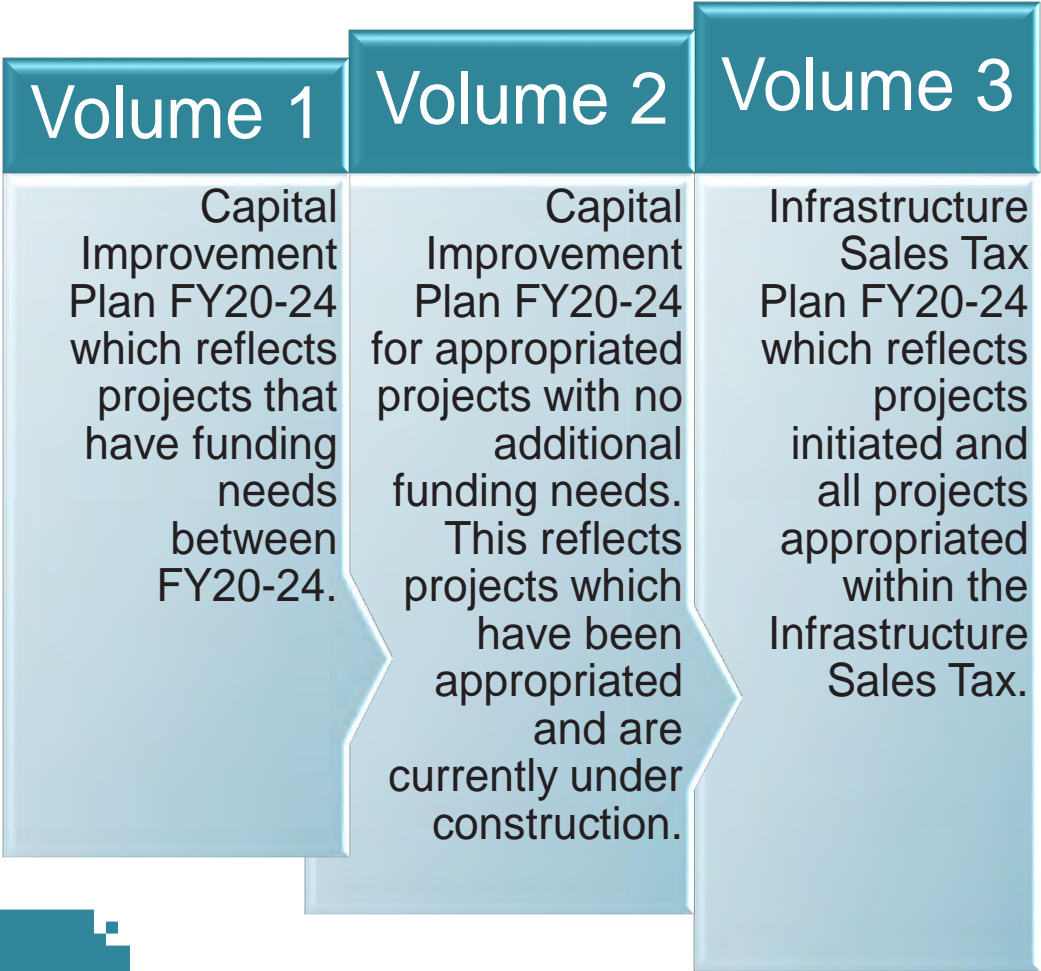 Volume 1
Capital
Improvement
Plan FY20-24
which reflects
projects that
have funding
needs
between
FY20-24.
Volume 2
Capital
Improvement
Plan FY20-24
for appropriated
projects with no
additional
funding needs.
This reflects
projects which
have been
appropriated
and are
currently under
construction.
Volume 3
Infrastructure
Sales Tax
Plan FY20-24
which reflects
projects
initiated and
all projects
appropriated
within the
Infrastructure
Sales Tax.